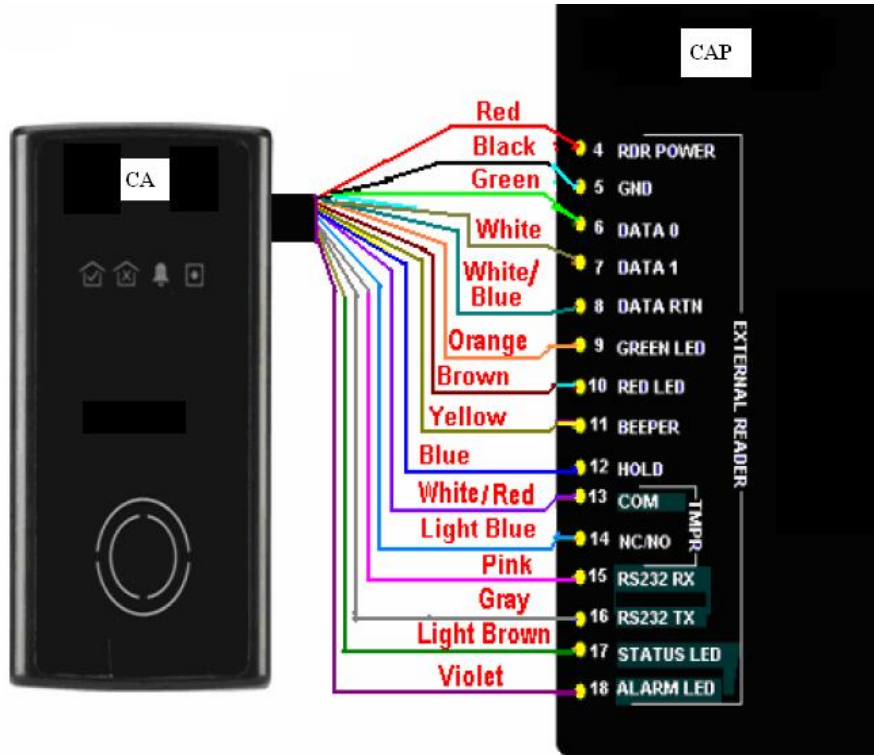 CAP
CA
Red
Black
Green
White
White/
Blue
Orange
Brown
Yellow
Blue
White/Red
Light Blue
Pink
Gray
Light Brown
Violet
4 RDR POWER
5 GND
6 DATA 0
7 DATA 1
8 DATA RTN
9 GREEN LED
10 RED LED
11 BEEPER
12 HOLD
13 COM
14 NC/NO
15 RS232 RX
16 RS232 TX
17 STATUS LED
18 ALARM LED
TMPR
EXTERNAL READER